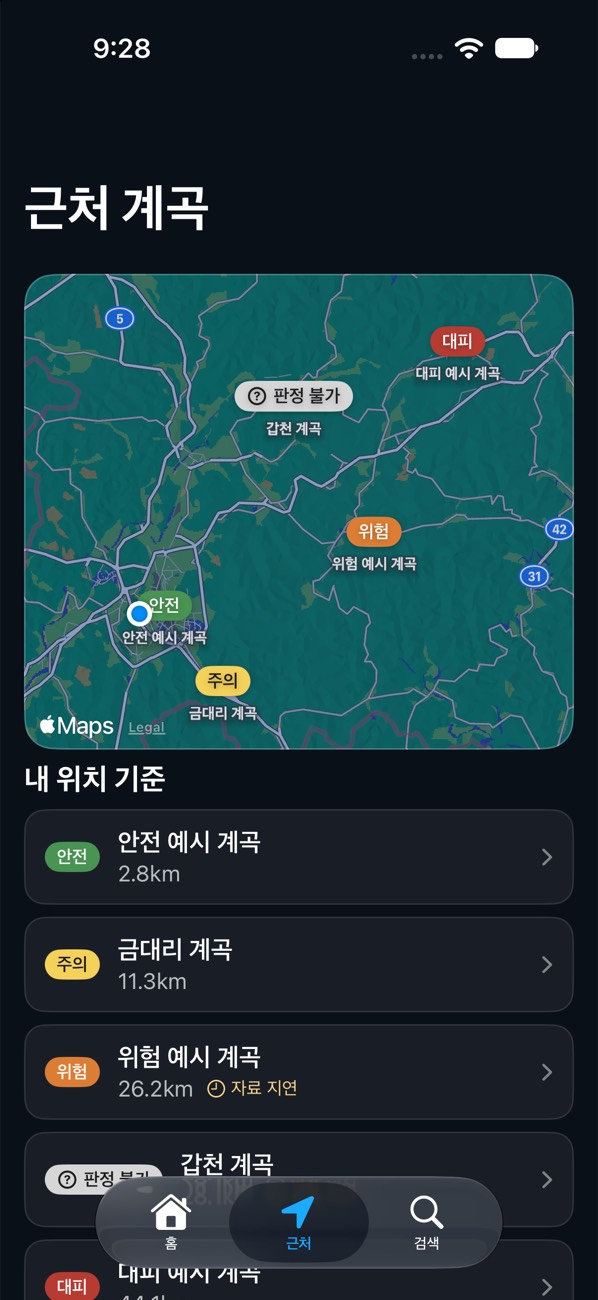 9:28
근처 계곡
5
대피
대피 예시 계곡
판정 불가
갑천 계곡
42
위험
위험 예시 계곡
31
안전
안전 예시 계곡
주의
금대리 계곡
Maps
Legal
내 위치 기준
안전
안전 예시 계곡
2.8km
주의
금대리 계곡
11.3km
위험
위험 예시 계곡
26.2km 자료 지연
판정 불가
갑천 계곡
홈
근처
검색
대피
대피 예시 계곡